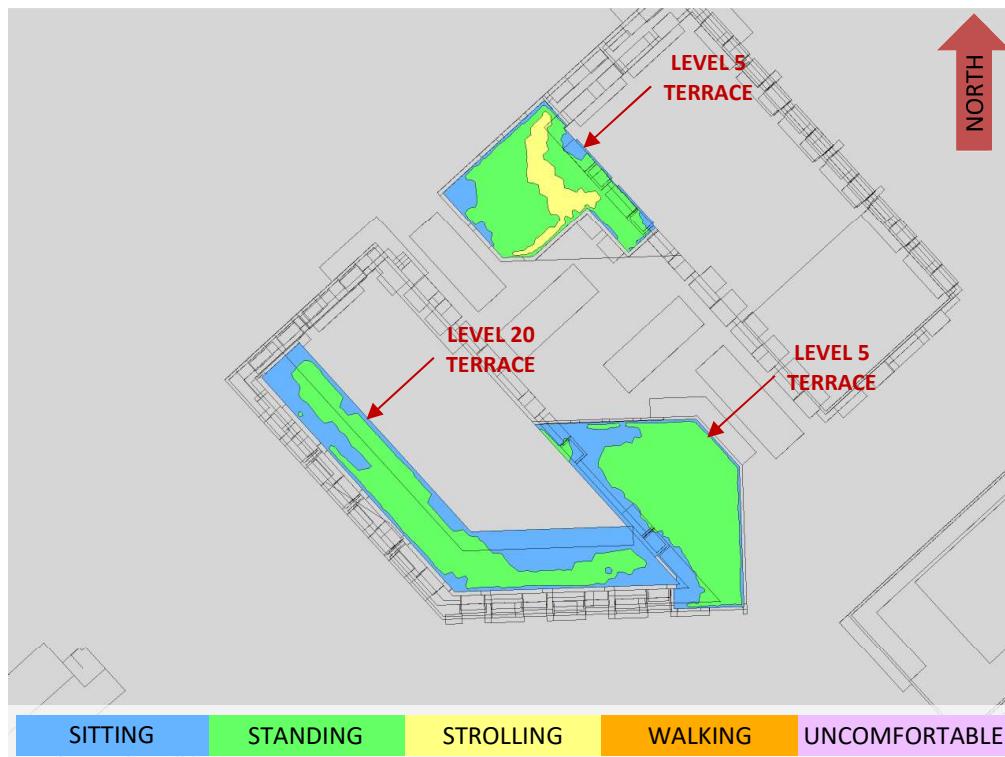 NORTH
LEVEL 5
TERRACE
LEVEL 20
TERRACE
LEVEL 5
TERRACE
SITTING
STANDING
STROLLING
WALKING
UNCOMFORTABLE